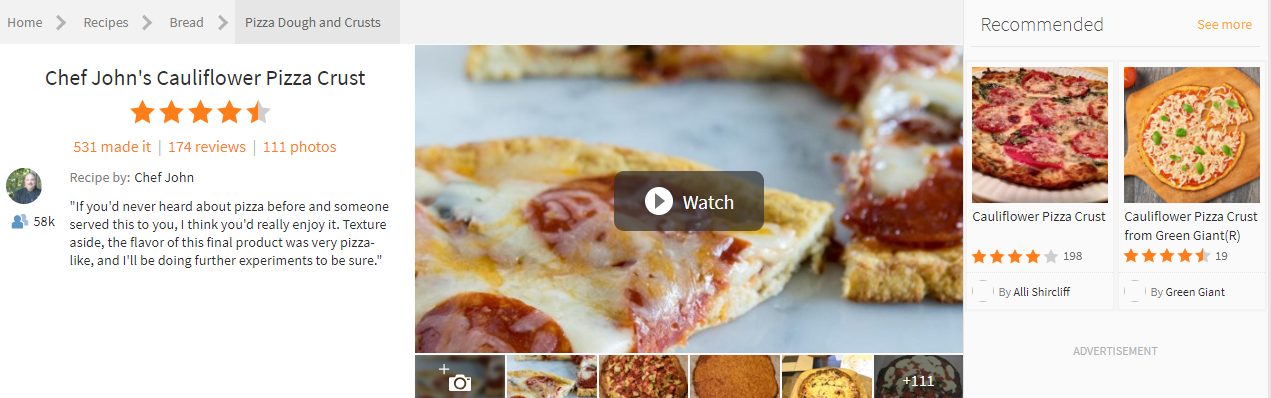 Home Recipes Bread Pizza Dough and Crusts
Chef John's Cauliflower Pizza Crust
531 made it | 174 reviews | 111 photos
Recipe by: Chef John
58k
"If you'd never heard about pizza before and someone
served this to you, I think you'd really enjoy it. Texture
aside, the flavor of this final product was very pizza-
like, and I'll be doing further experiments to be sure."
Watch
+111
Recommended See more
Cauliflower Pizza Crust
198
By Alli Shircliff
Cauliflower Pizza Crust
from Green Giant(R)
19
By Green Giant
ADVERTISEMENT